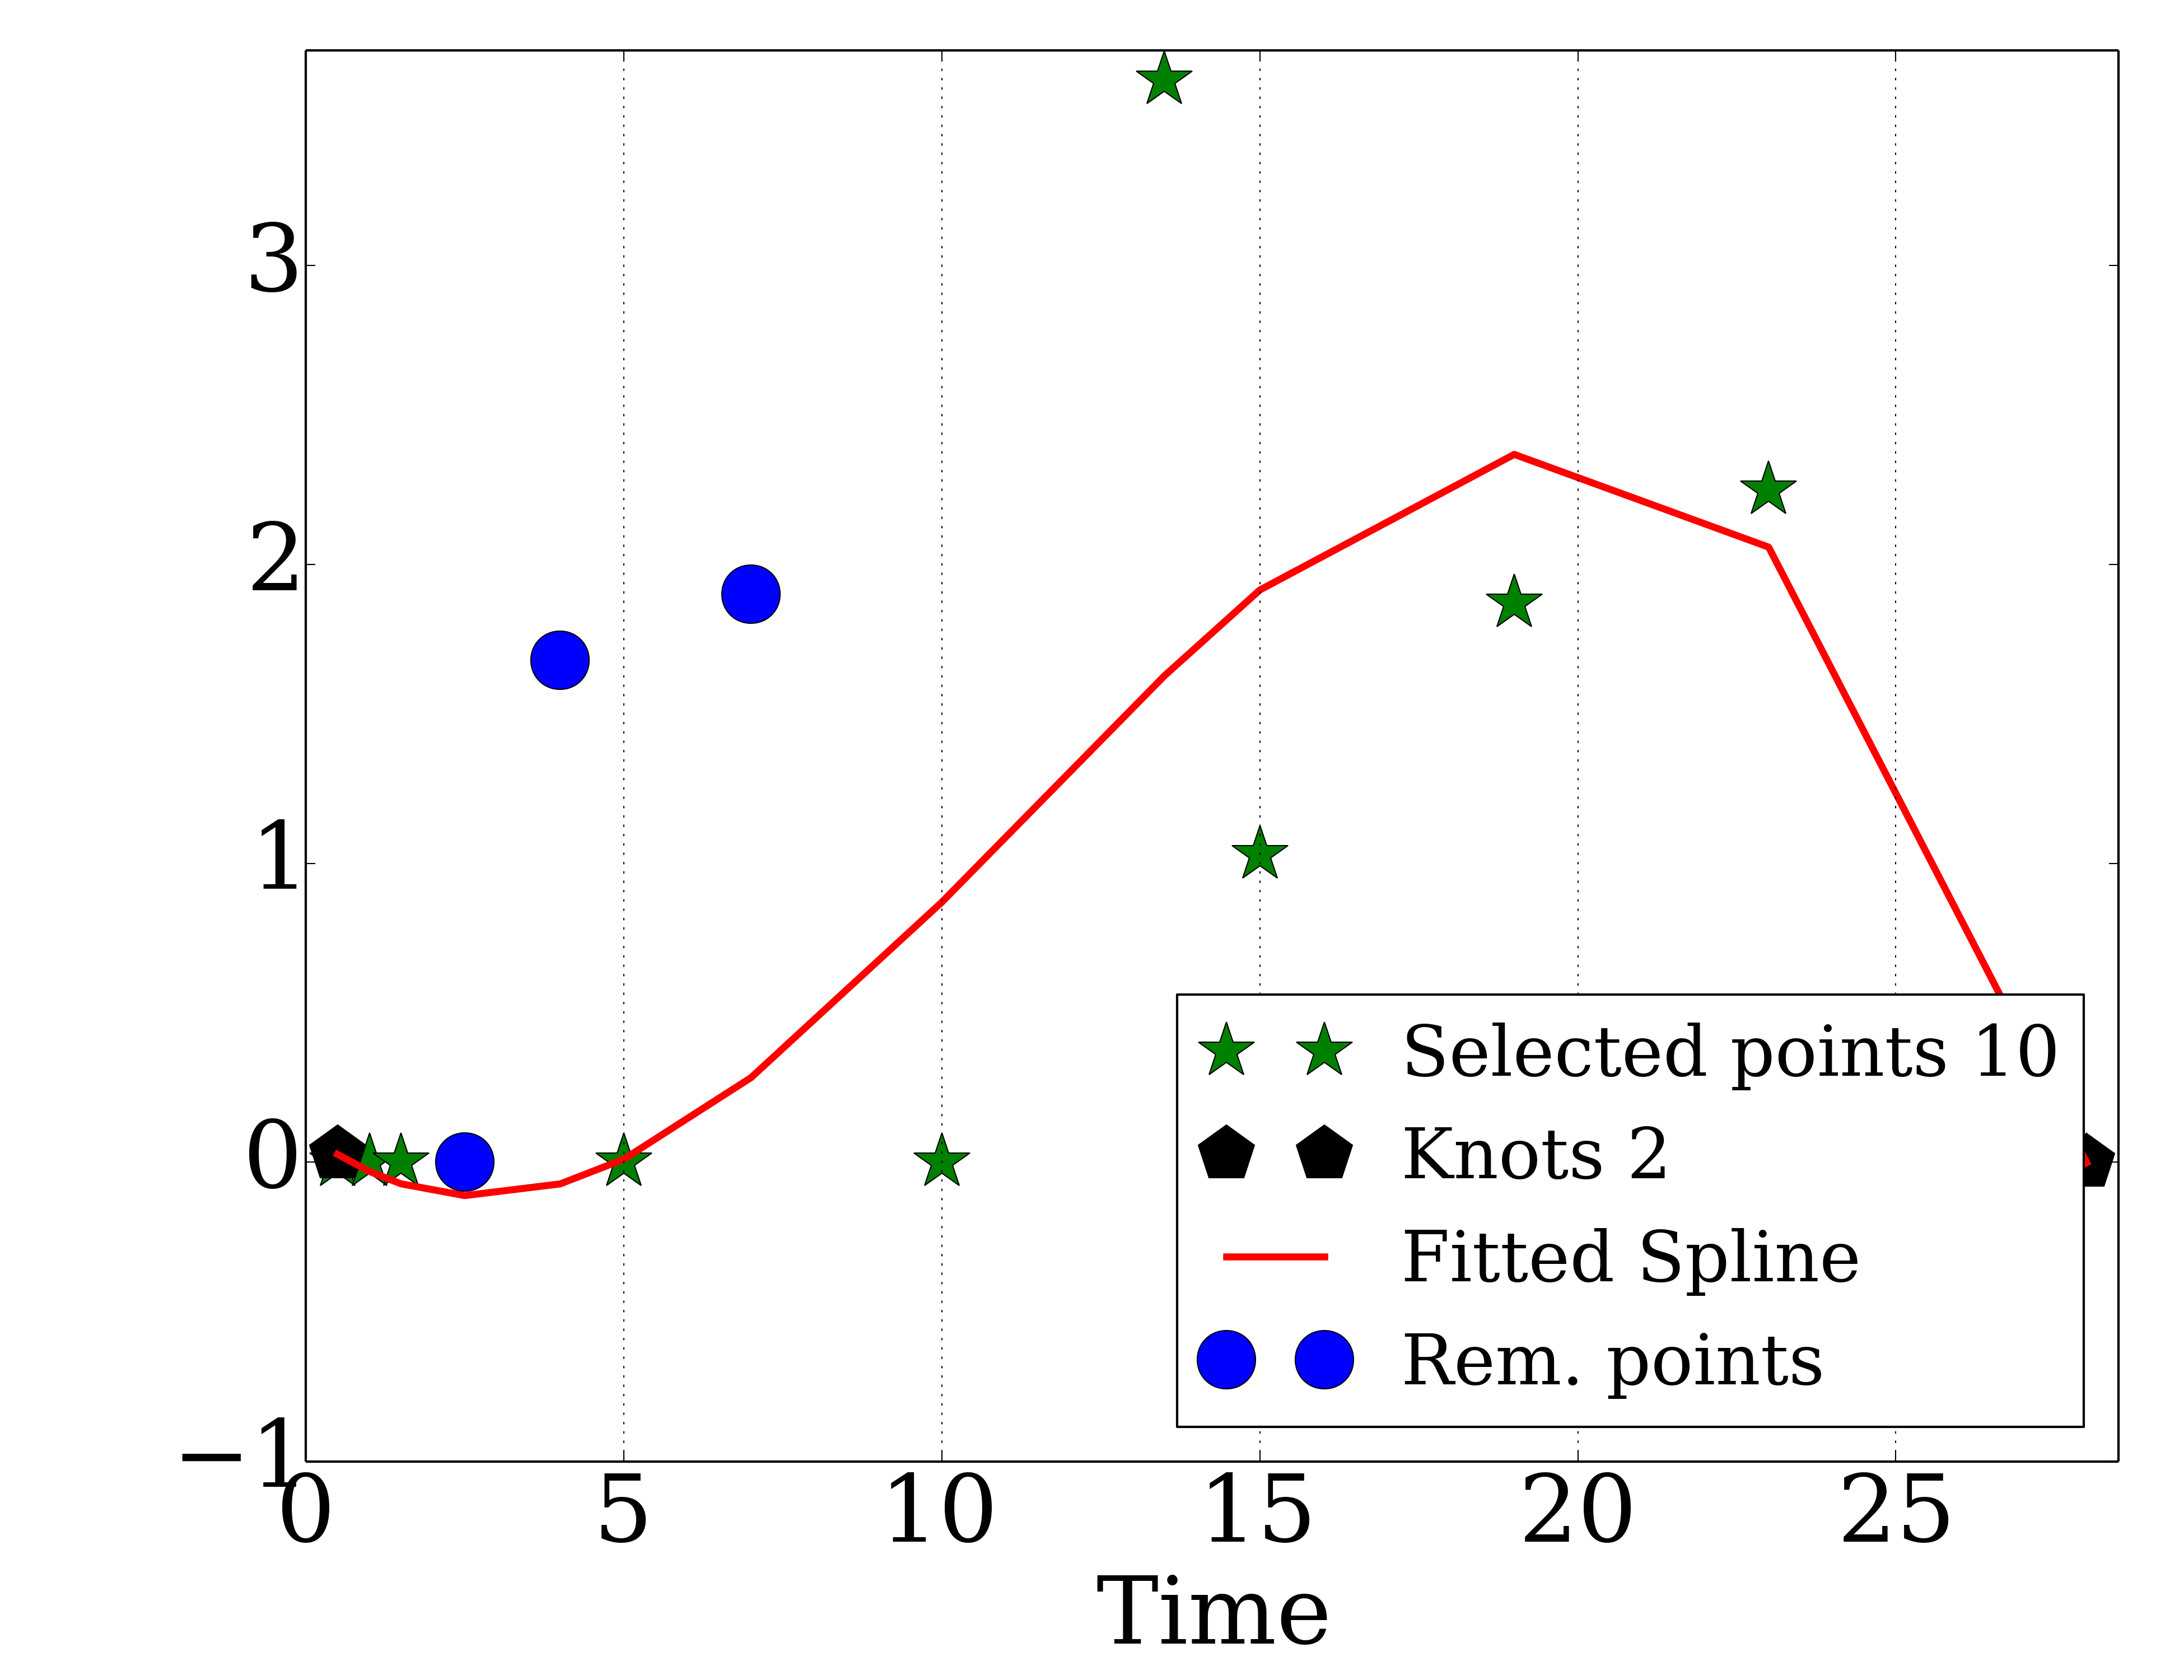 3
2
1
0
−1
0 5 10 15 20 25
Time
Selected points 10
Knots 2
Fitted Spline
Rem. points